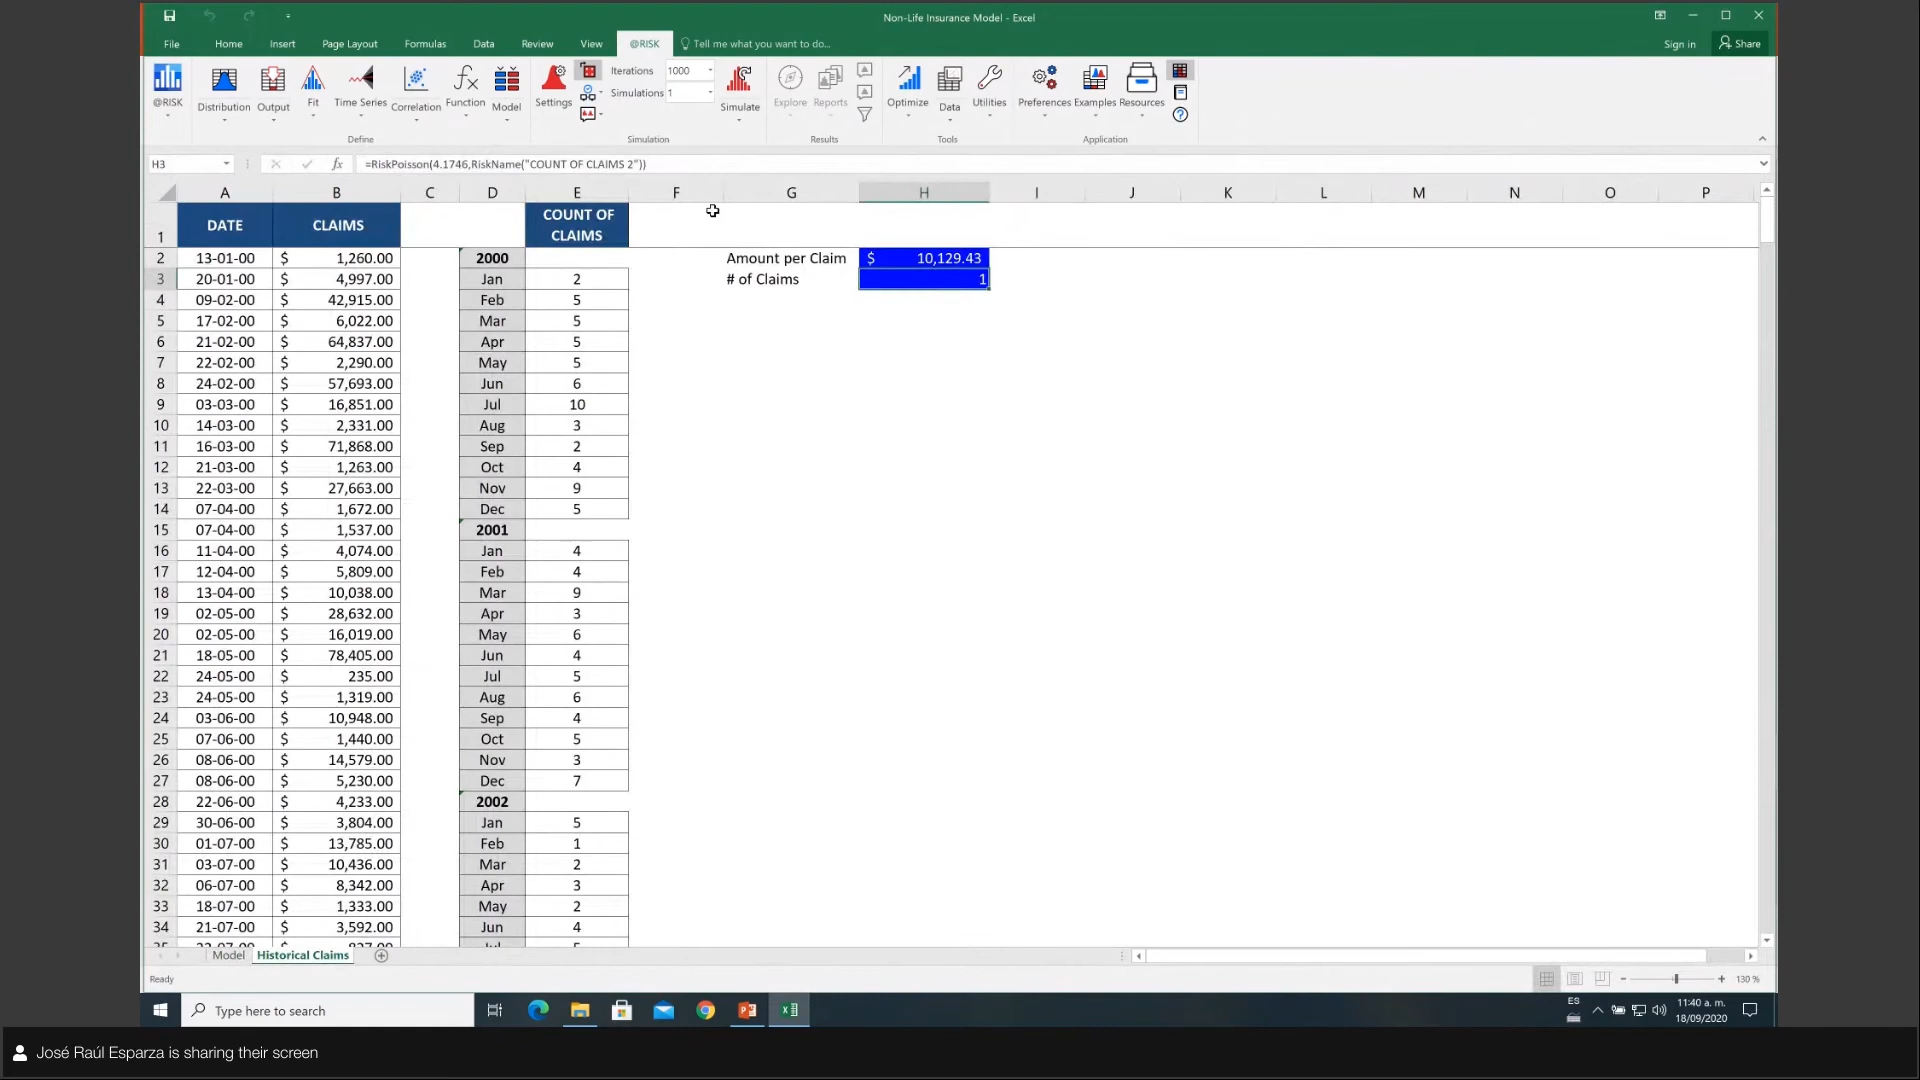 Non-Life Insurance Model - Excel
File Home Insert Page Layout Formulas Data Review View @RISK Tell me what you want to do... Sign in Share
@RISK Distribution Output Fit Time Series Correlation Function Model Settings Iterations 1000 Simulations 1 Simulate Explore Reports Optimize Data Utilities Preferences Examples Resources
Define Simulation Results Tools Application
H3 fx =RiskPoisson(4.1746,RiskName("COUNT OF CLAIMS 2"))
A B C D E F G H I J K L M N O P
1 DATE CLAIMS COUNT OF CLAIMS
2 13-01-00 $ 1,260.00 2000 Amount per Claim $ 10,129.43
3 20-01-00 $ 4,997.00 Jan 2 # of Claims 1
4 09-02-00 $ 42,915.00 Feb 5
5 17-02-00 $ 6,022.00 Mar 5
6 21-02-00 $ 64,837.00 Apr 5
7 22-02-00 $ 2,290.00 May 5
8 24-02-00 $ 57,693.00 Jun 6
9 03-03-00 $ 16,851.00 Jul 10
10 14-03-00 $ 2,331.00 Aug 3
11 16-03-00 $ 71,868.00 Sep 2
12 21-03-00 $ 1,263.00 Oct 4
13 22-03-00 $ 27,663.00 Nov 9
14 07-04-00 $ 1,672.00 Dec 5
15 07-04-00 $ 1,537.00 2001
16 11-04-00 $ 4,074.00 Jan 4
17 12-04-00 $ 5,809.00 Feb 4
18 13-04-00 $ 10,038.00 Mar 9
19 02-05-00 $ 28,632.00 Apr 3
20 02-05-00 $ 16,019.00 May 6
21 18-05-00 $ 78,405.00 Jun 4
22 24-05-00 $ 235.00 Jul 5
23 24-05-00 $ 1,319.00 Aug 6
24 03-06-00 $ 10,948.00 Sep 4
25 07-06-00 $ 1,440.00 Oct 5
26 08-06-00 $ 14,579.00 Nov 3
27 08-06-00 $ 5,230.00 Dec 7
28 22-06-00 $ 4,233.00 2002
29 30-06-00 $ 3,804.00 Jan 5
30 01-07-00 $ 13,785.00 Feb 1
31 03-07-00 $ 10,436.00 Mar 2
32 06-07-00 $ 8,342.00 Apr 3
33 18-07-00 $ 1,333.00 May 2
34 21-07-00 $ 3,592.00 Jun 4
Model Historical Claims
Ready 130 %
Type here to search ES 11:40 a. m.
18/09/2020
José Raúl Esparza is sharing their screen